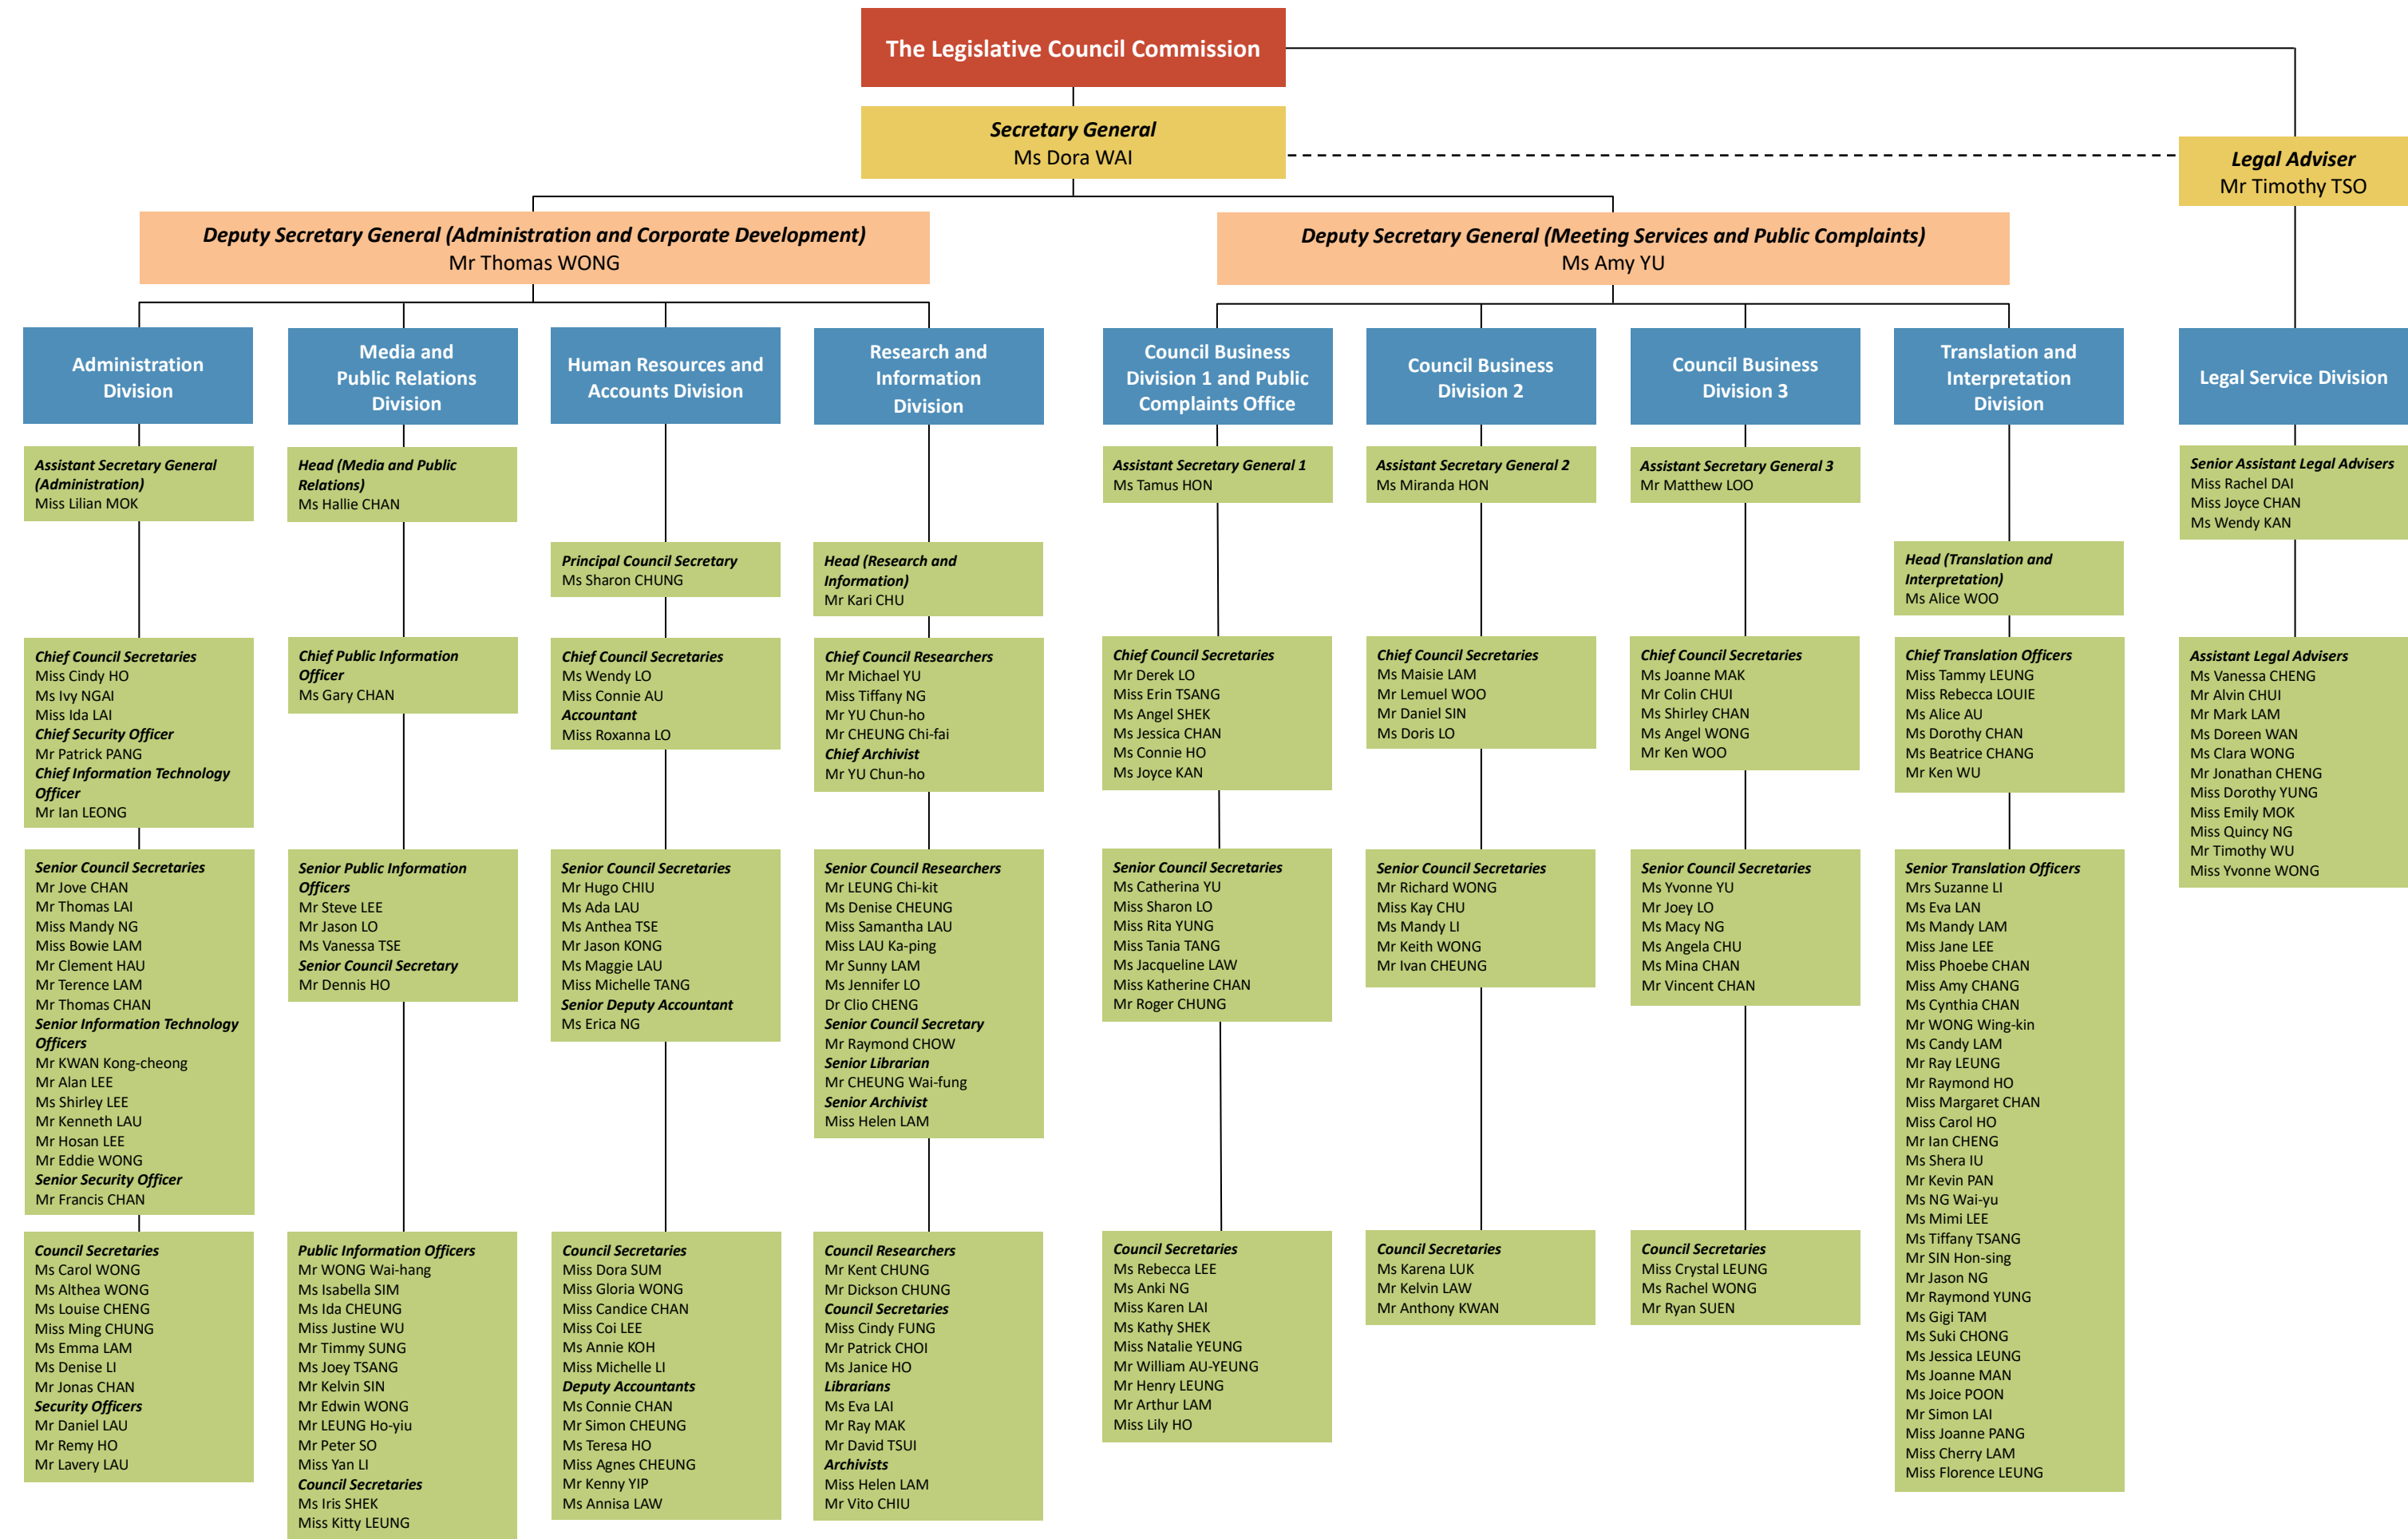 The Legislative Council Commission
Secretary General
Ms Dora WAI
Legal Adviser
Mr Timothy TSO
Deputy Secretary General (Administration and Corporate Development)
Mr Thomas WONG
Deputy Secretary General (Meeting Services and Public Complaints)
Ms Amy YU
Administration
Division
Assistant Secretary General
(Administration)
Miss Lilian MOK
Chief Council Secretaries
Miss Cindy HO
Ms Ivy NGAI
Miss Ida LAI
Chief Security Officer
Mr Patrick PANG
Chief Information Technology
Officer
Mr Ian LEONG
Senior Council Secretaries
Mr Jove CHAN
Mr Thomas LAI
Miss Mandy NG
Miss Bowie LAM
Mr Clement HAU
Mr Terence LAM
Mr Thomas CHAN
Senior Information Technology
Officers
Mr KWAN Kong-cheong
Mr Alan LEE
Ms Shirley LEE
Mr Kenneth LAU
Mr Hosan LEE
Mr Eddie WONG
Senior Security Officer
Mr Francis CHAN
Council Secretaries
Ms Carol WONG
Ms Althea WONG
Ms Louise CHENG
Miss Ming CHUNG
Ms Emma LAM
Ms Denise LI
Mr Jonas CHAN
Security Officers
Mr Daniel LAU
Mr Remy HO
Mr Lavery LAU
Media and
Public Relations
Division
Head (Media and Public
Relations)
Ms Hallie CHAN
Chief Public Information
Officer
Ms Gary CHAN
Senior Public Information
Officers
Mr Steve LEE
Mr Jason LO
Ms Vanessa TSE
Senior Council Secretary
Mr Dennis HO
Public Information Officers
Mr WONG Wai-hang
Ms Isabella SIM
Ms Ida CHEUNG
Miss Justine WU
Mr Timmy SUNG
Ms Joey TSANG
Mr Kelvin SIN
Mr Edwin WONG
Mr LEUNG Ho-yiu
Mr Peter SO
Miss Yan LI
Council Secretaries
Ms Iris SHEK
Miss Kitty LEUNG
Human Resources and
Accounts Division
Principal Council Secretary
Ms Sharon CHUNG
Chief Council Secretaries
Ms Wendy LO
Miss Connie AU
Accountant
Miss Roxanna LO
Senior Council Secretaries
Mr Hugo CHIU
Ms Ada LAU
Ms Anthea TSE
Mr Jason KONG
Ms Maggie LAU
Miss Michelle TANG
Senior Deputy Accountant
Ms Erica NG
Council Secretaries
Miss Dora SUM
Miss Gloria WONG
Miss Candice CHAN
Miss Coi LEE
Ms Annie KOH
Miss Michelle LI
Deputy Accountants
Ms Connie CHAN
Mr Simon CHEUNG
Ms Teresa HO
Miss Agnes CHEUNG
Mr Kenny YIP
Ms Annisa LAW
Research and
Information
Division
Head (Research and
Information)
Mr Kari CHU
Chief Council Researchers
Mr Michael YU
Miss Tiffany NG
Mr YU Chun-ho
Mr CHEUNG Chi-fai
Chief Archivist
Mr YU Chun-ho
Senior Council Researchers
Mr LEUNG Chi-kit
Ms Denise CHEUNG
Miss Samantha LAU
Miss LAU Ka-ping
Mr Sunny LAM
Ms Jennifer LO
Dr Clio CHENG
Senior Council Secretary
Mr Raymond CHOW
Senior Librarian
Mr CHEUNG Wai-fung
Senior Archivist
Miss Helen LAM
Council Researchers
Mr Kent CHUNG
Mr Dickson CHUNG
Council Secretaries
Miss Cindy FUNG
Mr Patrick CHOI
Ms Janice HO
Librarians
Ms Eva LAI
Mr Ray MAK
Mr David TSUI
Archivists
Miss Helen LAM
Mr Vito CHIU
Council Business
Division 1 and Public
Complaints Office
Assistant Secretary General 1
Ms Tamus HON
Chief Council Secretaries
Mr Derek LO
Miss Erin TSANG
Ms Angel SHEK
Ms Jessica CHAN
Ms Connie HO
Ms Joyce KAN
Senior Council Secretaries
Ms Catherina YU
Miss Sharon LO
Miss Rita YUNG
Miss Tania TANG
Ms Jacqueline LAW
Miss Katherine CHAN
Mr Roger CHUNG
Council Secretaries
Ms Rebecca LEE
Ms Anki NG
Miss Karen LAI
Ms Kathy SHEK
Miss Natalie YEUNG
Mr William AU-YEUNG
Mr Henry LEUNG
Mr Arthur LAM
Miss Lily HO
Council Business
Division 2
Assistant Secretary General 2
Ms Miranda HON
Chief Council Secretaries
Ms Maisie LAM
Mr Lemuel WOO
Mr Daniel SIN
Ms Doris LO
Senior Council Secretaries
Mr Richard WONG
Miss Kay CHU
Ms Mandy LI
Mr Keith WONG
Mr Ivan CHEUNG
Council Secretaries
Ms Karena LUK
Mr Kelvin LAW
Mr Anthony KWAN
Council Business
Division 3
Assistant Secretary General 3
Mr Matthew LOO
Chief Council Secretaries
Ms Joanne MAK
Mr Colin CHUI
Ms Shirley CHAN
Ms Angel WONG
Mr Ken WOO
Senior Council Secretaries
Ms Yvonne YU
Mr Joey LO
Ms Macy NG
Ms Angela CHU
Ms Mina CHAN
Mr Vincent CHAN
Council Secretaries
Miss Crystal LEUNG
Ms Rachel WONG
Mr Ryan SUEN
Translation and
Interpretation
Division
Head (Translation and
Interpretation)
Ms Alice WOO
Chief Translation Officers
Miss Tammy LEUNG
Miss Rebecca LOUIE
Ms Alice AU
Ms Dorothy CHAN
Ms Beatrice CHANG
Mr Ken WU
Senior Translation Officers
Mrs Suzanne LI
Ms Eva LAN
Ms Mandy LAM
Miss Jane LEE
Miss Phoebe CHAN
Miss Amy CHANG
Ms Cynthia CHAN
Mr WONG Wing-kin
Ms Candy LAM
Mr Ray LEUNG
Mr Raymond HO
Miss Margaret CHAN
Miss Carol HO
Mr Ian CHENG
Ms Shera IU
Mr Kevin PAN
Ms NG Wai-yu
Ms Mimi LEE
Ms Tiffany TSANG
Mr SIN Hon-sing
Mr Jason NG
Mr Raymond YUNG
Ms Gigi TAM
Ms Suki CHONG
Ms Jessica LEUNG
Ms Joanne MAN
Ms Joice POON
Mr Simon LAI
Miss Joanne PANG
Miss Cherry LAM
Miss Florence LEUNG
Legal Service Division
Senior Assistant Legal Advisers
Miss Rachel DAI
Miss Joyce CHAN
Ms Wendy KAN
Assistant Legal Advisers
Ms Vanessa CHENG
Mr Alvin CHUI
Mr Mark LAM
Ms Doreen WAN
Ms Clara WONG
Mr Jonathan CHENG
Miss Dorothy YUNG
Miss Emily MOK
Miss Quincy NG
Mr Timothy WU
Miss Yvonne WONG